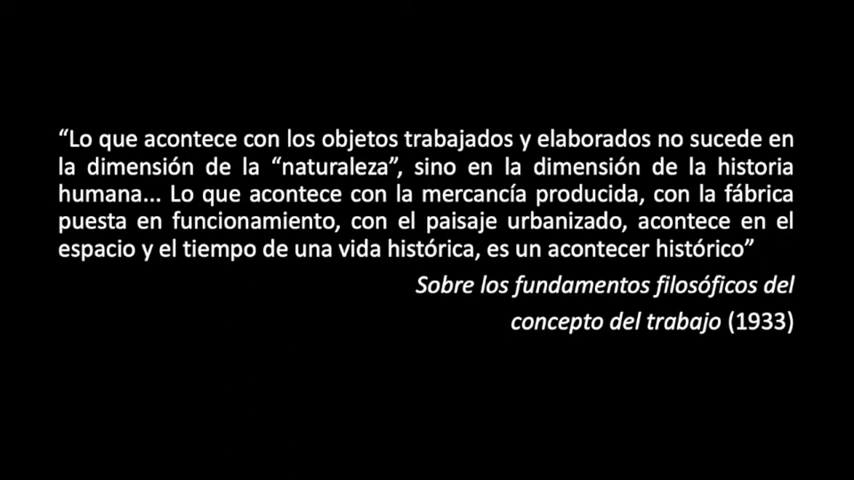 “Lo que acontece con los objetos trabajados y elaborados no sucede en
la dimensión de la “naturaleza”, sino en la dimensión de la historia
humana... Lo que acontece con la mercancía producida, con la fábrica
puesta en funcionamiento, con el paisaje urbanizado, acontece en el
espacio y el tiempo de una vida histórica, es un acontecer histórico”
Sobre los fundamentos filosóficos del
concepto del trabajo (1933)